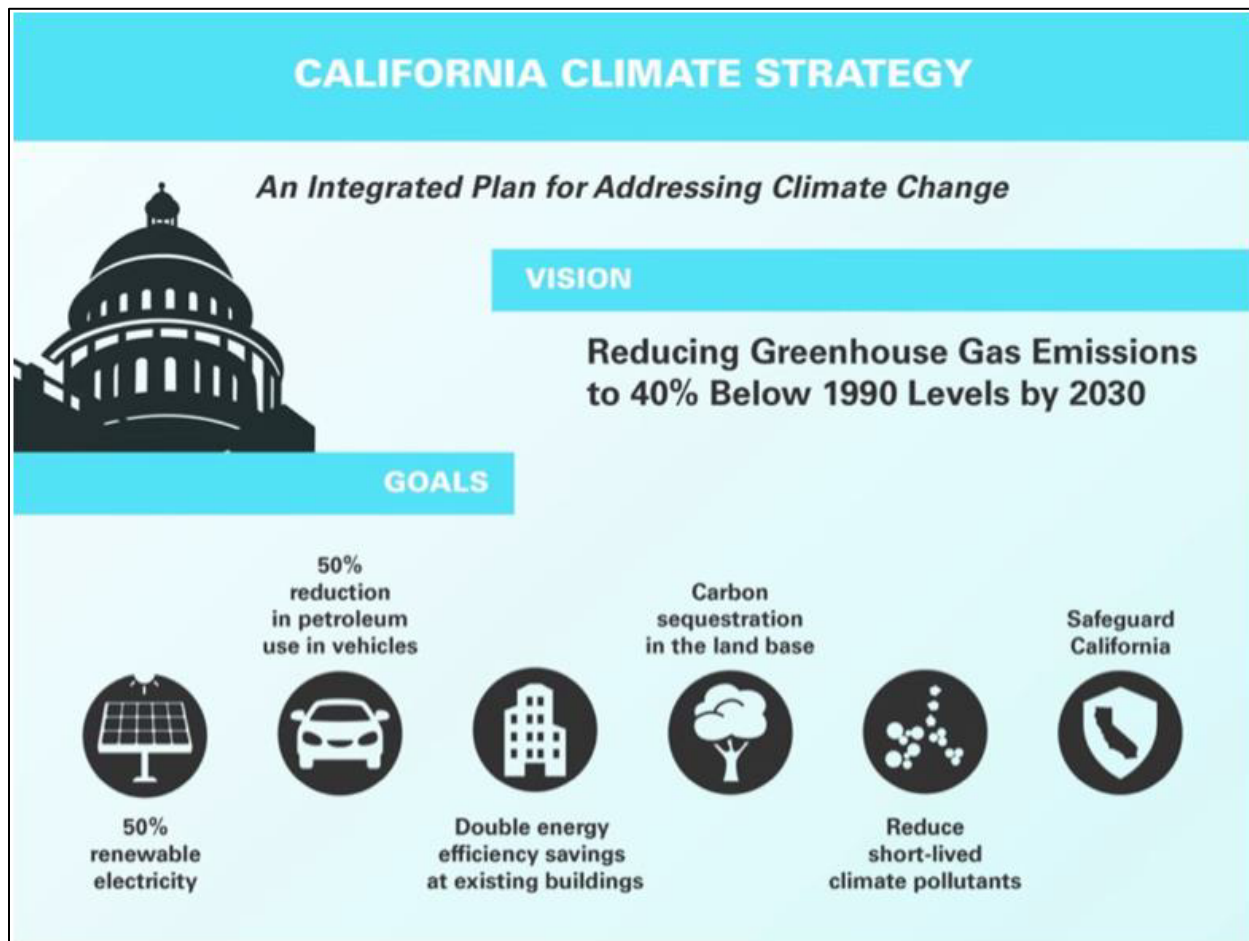 CALIFORNIA CLIMATE STRATEGY
An Integrated Plan for Addressing Climate Change
VISION
Reducing Greenhouse Gas Emissions
to 40% Below 1990 Levels by 2030
GOALS
50%
renewable
electricity
50%
reduction
in petroleum
use in vehicles
Double energy
efficiency savings
at existing buildings
Carbon
sequestration
in the land base
Reduce
short-lived
climate pollutants
Safeguard
California